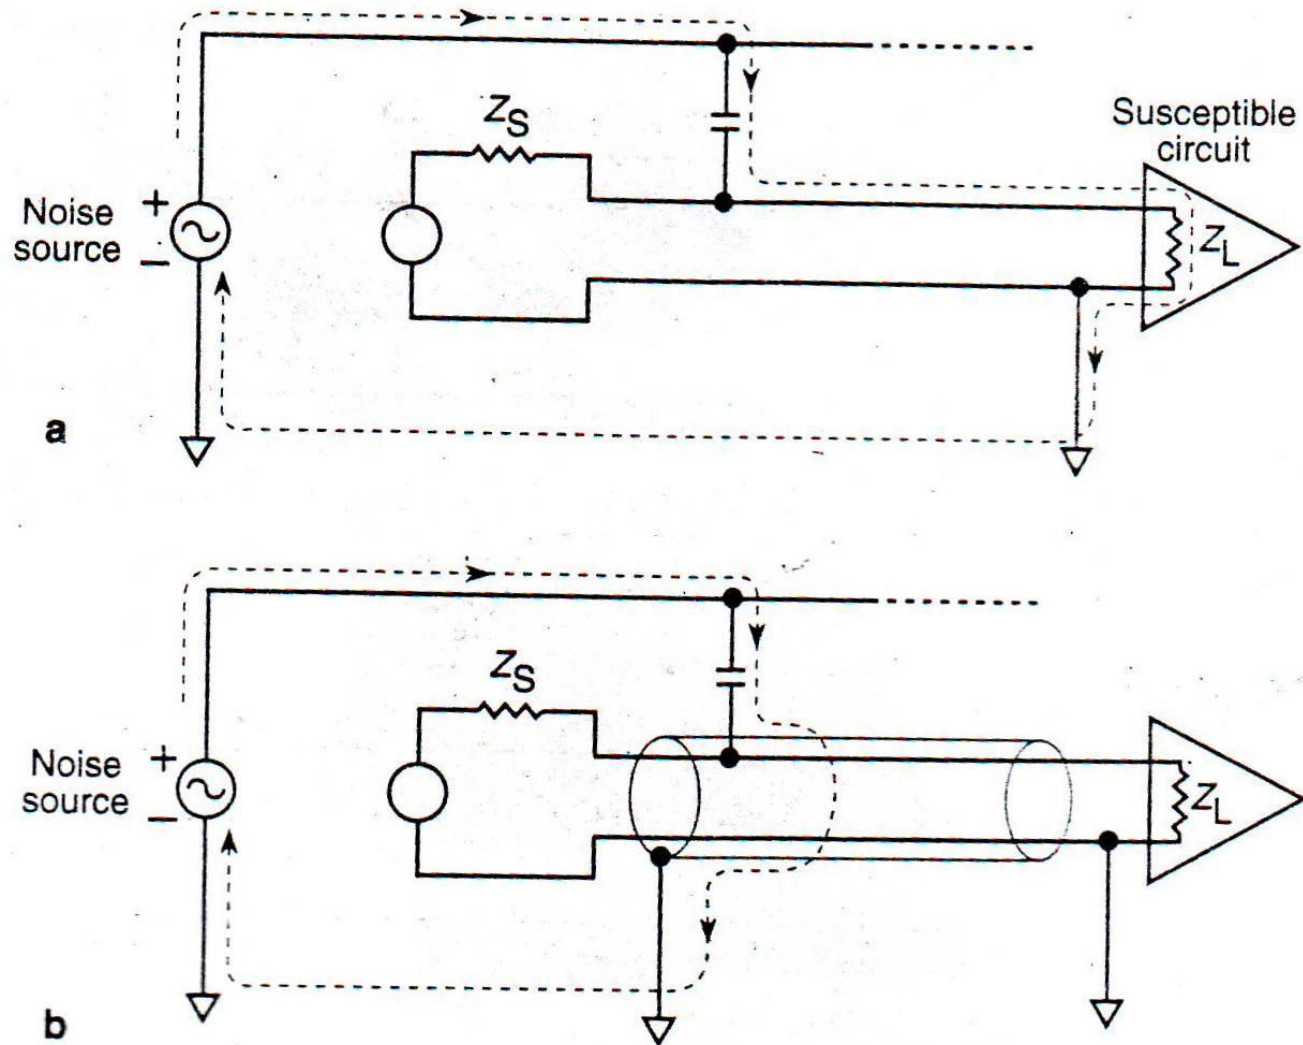 Z_S
Susceptible
circuit
Noise
source
+
−
Z_L
a
Z_S
Noise
source
+
−
Z_L
b